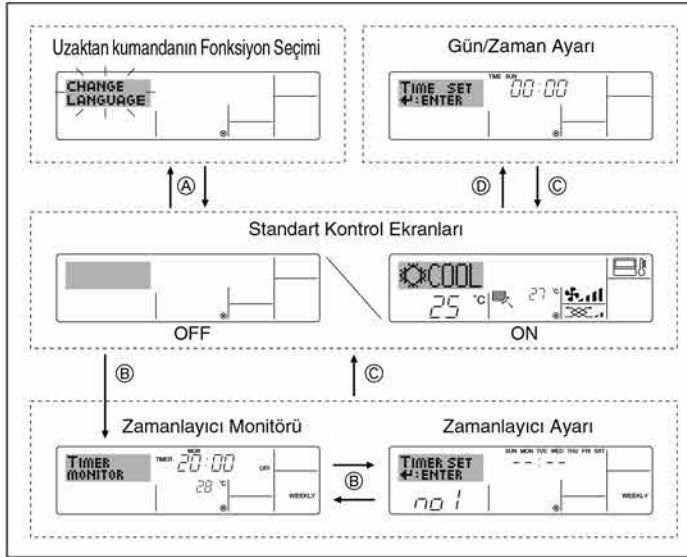 Uzaktan kumandanın Fonksiyon Seçimi
CHANGE
LANGUAGE
Gün/Zaman Ayarı
TIME SUN
TIME SET 00:00
↵:ENTER
Ⓐ
Ⓓ
Ⓒ
Standart Kontrol Ekranları
COOL
25 °C
27 °C
OFF
ON
Ⓑ
Ⓒ
Zamanlayıcı Monitörü
MON
TIMER MONITOR
TIMER 20:00 OFF
28 °C
WEEKLY
Ⓑ
Zamanlayıcı Ayarı
SUN MON TUE WED THU FRI SAT
TIMER SET --:--
↵:ENTER
no 1
WEEKLY